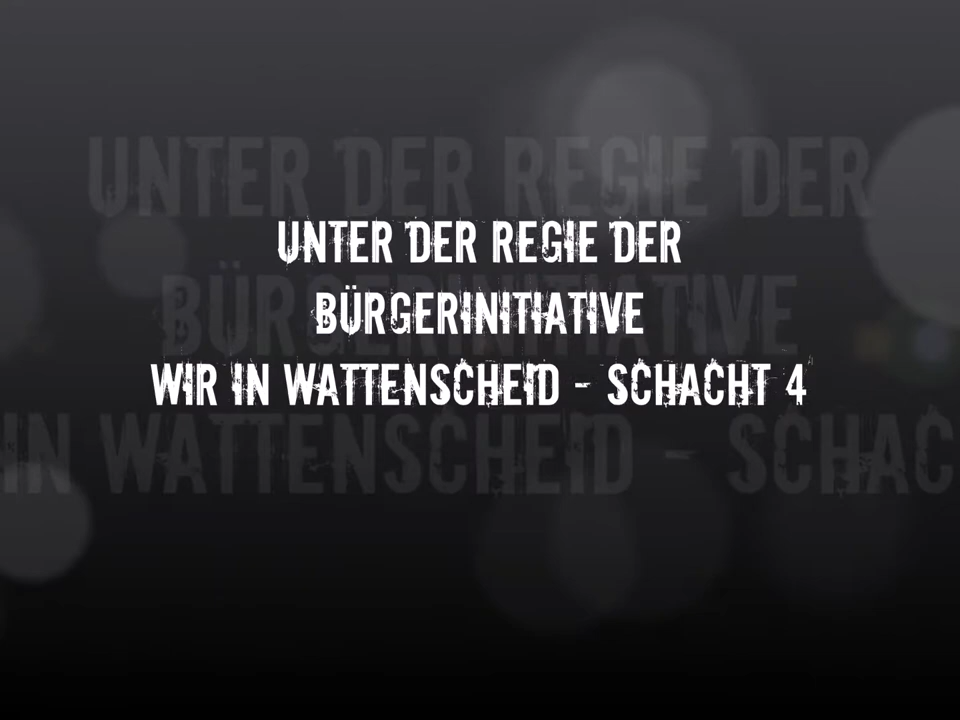 UNTER DER REGIE DER
BÜRGERINITIATIVE
WIR IN WATTENSCHEID - SCHACHT 4